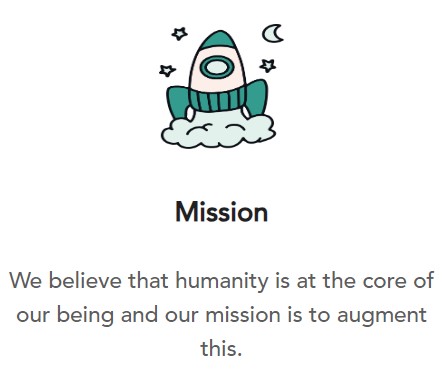 Mission
We believe that humanity is at the core of
our being and our mission is to augment
this.